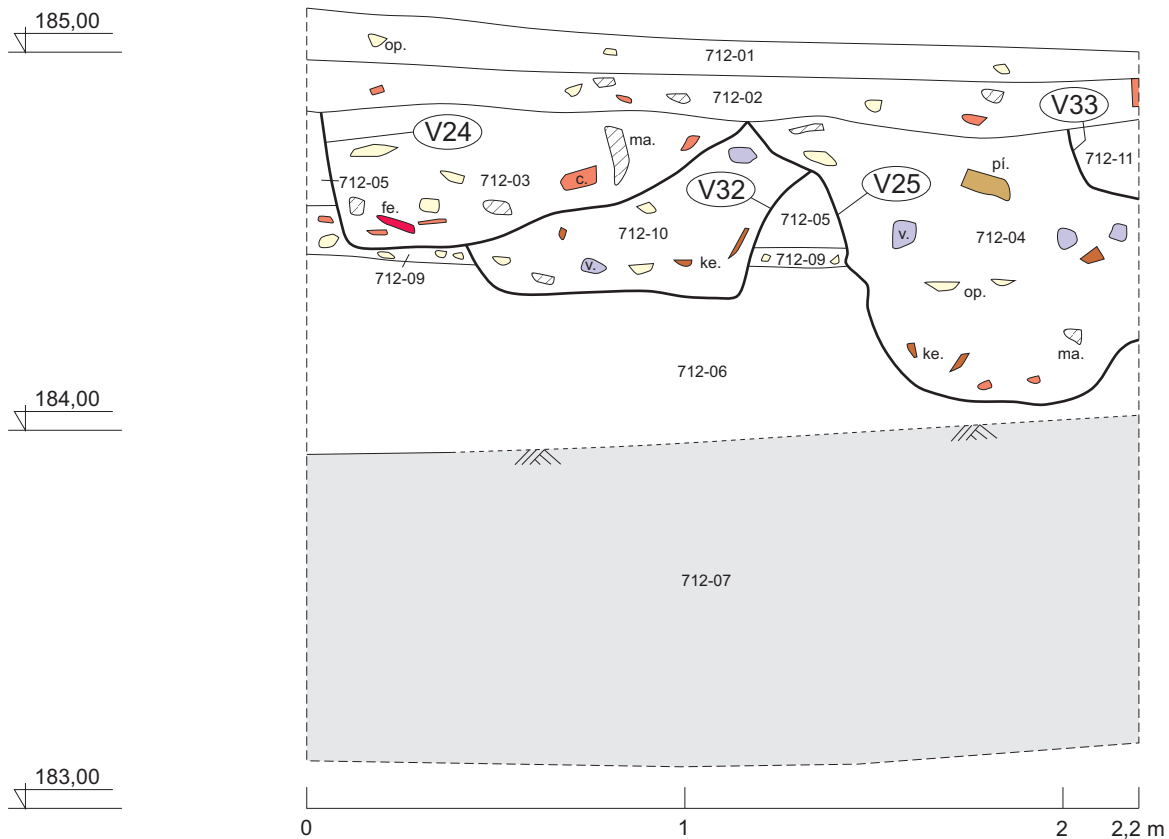 185,00
op.
712-01
712-02
V33
V24
ma.
712-11
pí.
712-05
712-03
c.
V32
V25
fe.
712-05
712-10
712-04
v.
712-09
v.
ke.
712-09
op.
ke.
ma.
712-06
184,00
712-07
183,00
0
1
2
2,2 m